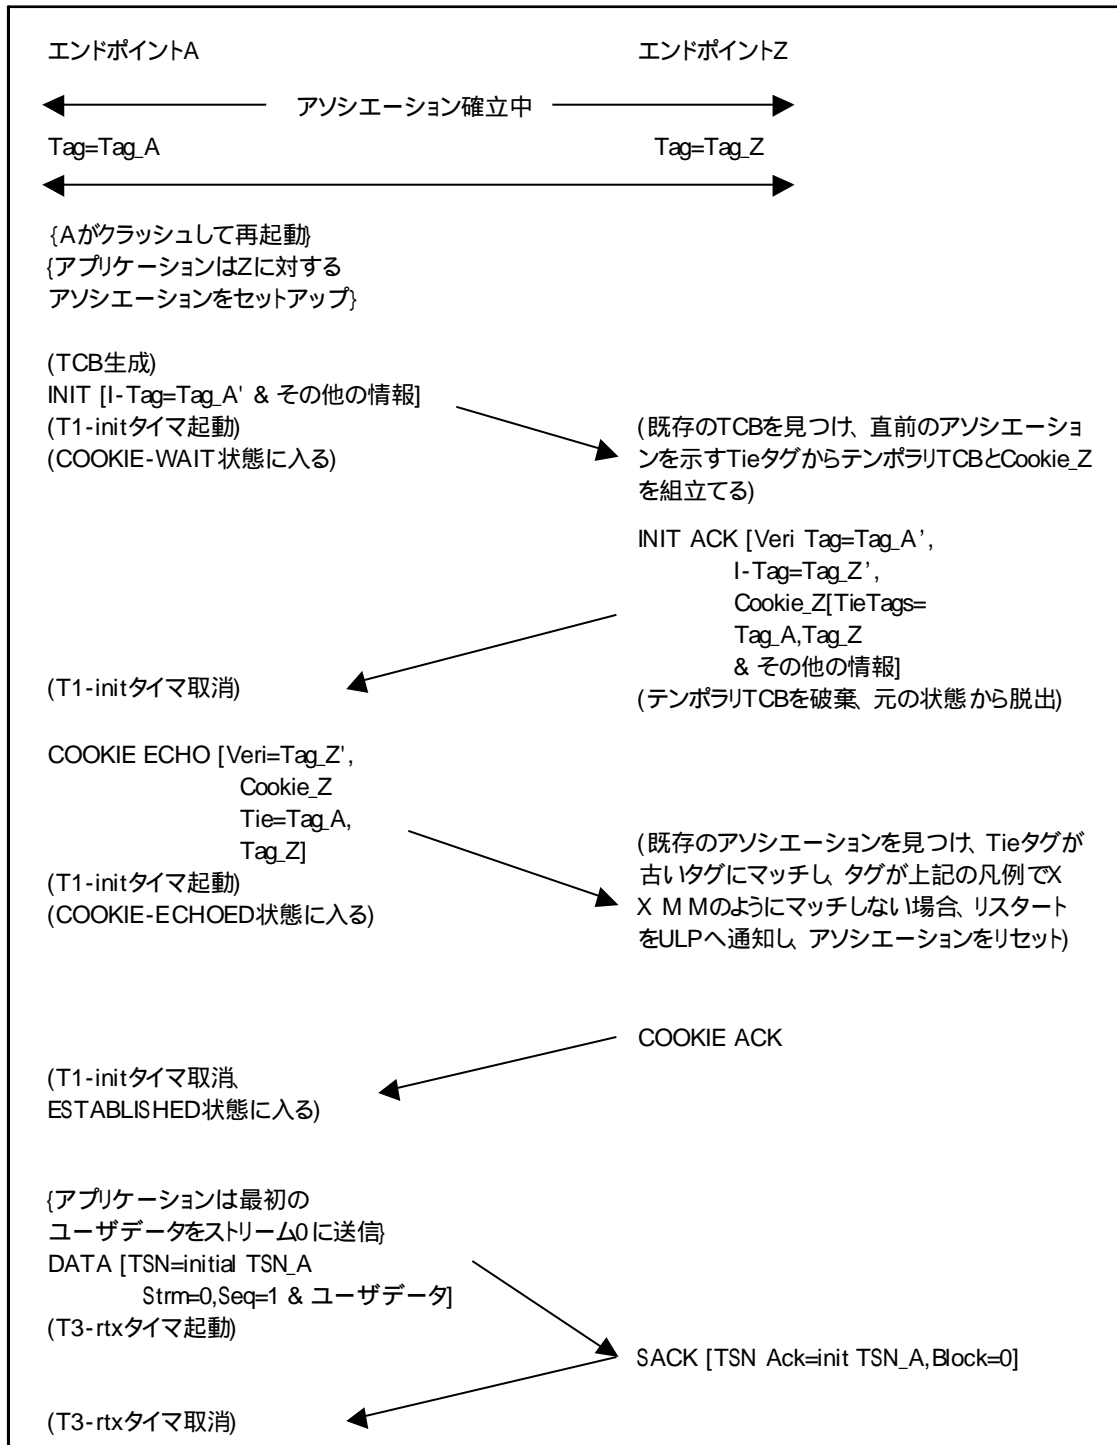 エンドポイントA
エンドポイントZ
アソシエーション確立中
Tag=Tag_A
Tag=Tag_Z
{Aがクラッシュして再起動}
{アプリケーションはZに対する
アソシエーションをセットアップ}
(TCB生成)
INIT [I-Tag=Tag_A' & その他の情報]
(T1-initタイマ起動)
(COOKIE-WAIT状態に入る)
(既存のTCBを見つけ、直前のアソシエーショ
ンを示すTieタグからテンポラリTCBとCookie_Z
を組立てる)
INIT ACK [Veri Tag=Tag_A’,
I-Tag=Tag_Z’,
Cookie_Z[TieTags=
Tag_A,Tag_Z
& その他の情報]
(テンポラリTCBを破棄、元の状態から脱出)
(T1-initタイマ取消)
COOKIE ECHO [Veri=Tag_Z',
Cookie_Z
Tie=Tag_A,
Tag_Z]
(T1-initタイマ起動)
(COOKIE-ECHOED状態に入る)
(既存のアソシエーションを見つけ、Tieタグが
古いタグにマッチし、タグが上記の凡例でX
X M Mのようにマッチしない場合、リスタート
をULPへ通知し、アソシエーションをリセット)
COOKIE ACK
(T1-initタイマ取消、
ESTABLISHED状態に入る)
{アプリケーションは最初の
ユーザデータをストリーム0に送信}
DATA [TSN=initial TSN_A
Strm=0,Seq=1 & ユーザデータ]
(T3-rtxタイマ起動)
SACK [TSN Ack=init TSN_A,Block=0]
(T3-rtxタイマ取消)